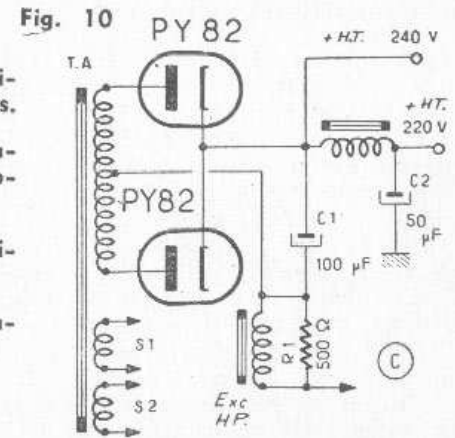 Fig. 10
PY 82
T.A
PY82
+ H.T. 240 V
+ HT.
220 V
C1
100 µF
C2
50
µF
R1
500 Ω
S1
S2
Exc
HP.
C
i-
s.
i-